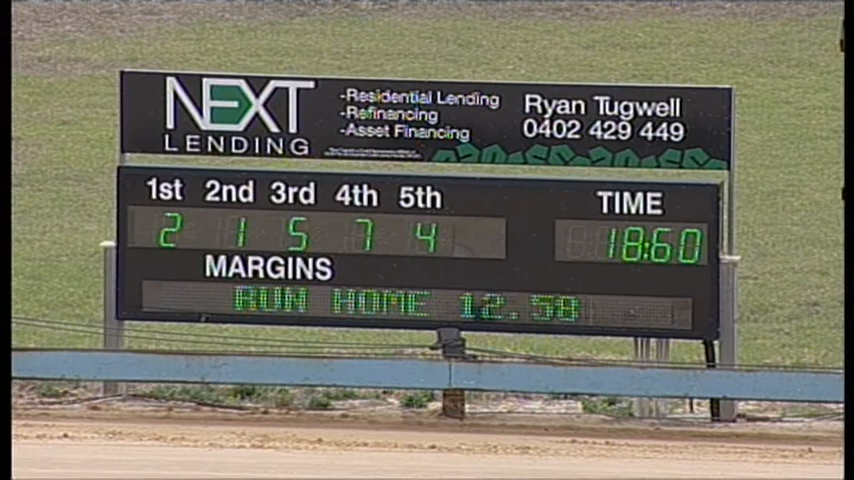 NEXT
LENDING
-Residential Lending
-Refinancing
-Asset Financing
Ryan Tugwell
0402 429 449
1st 2nd 3rd 4th 5th TIME
2 1 5 7 4 18:60
MARGINS
RUN HOME 12.58